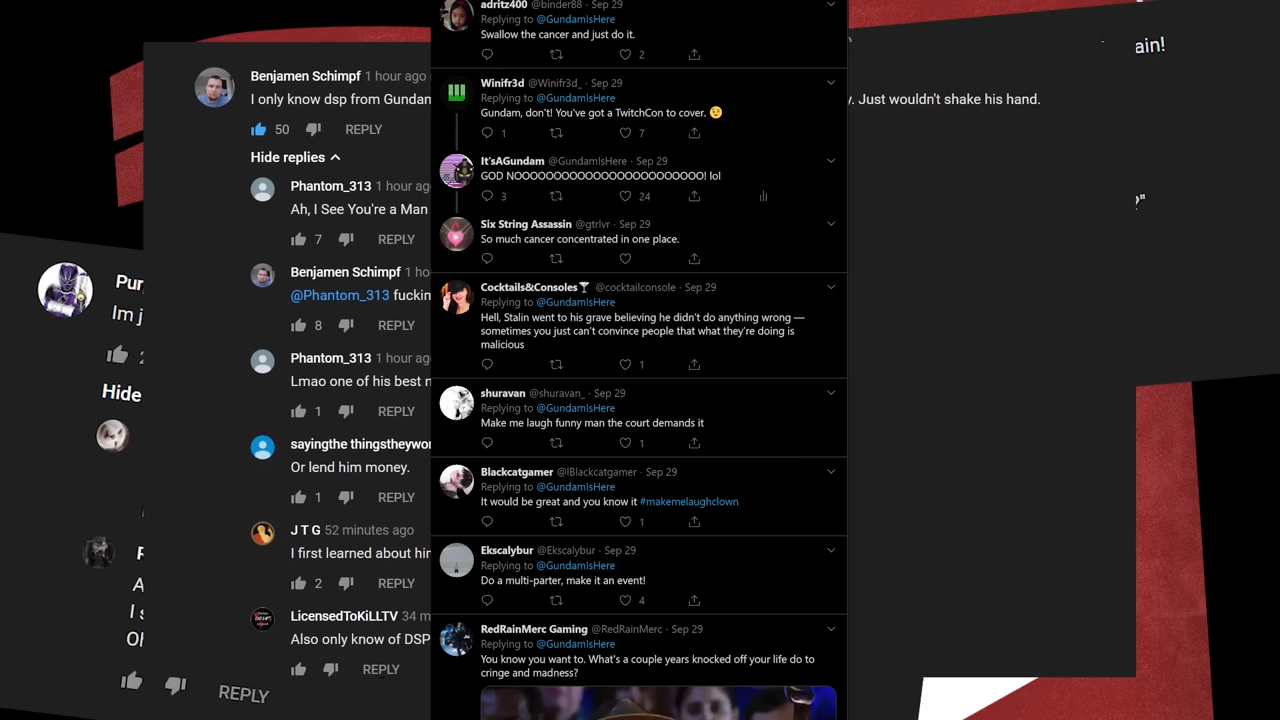 adritz400 @binder88 · Sep 29
Replying to @GundamIsHere
Swallow the cancer and just do it.
2
Winifr3d @Winifr3d_ · Sep 29
Replying to @GundamIsHere
Gundam, don't! You've got a TwitchCon to cover. 🤨
1 7
It'sAGundam @GundamIsHere · Sep 29
GOD NOOOOOOOOOOOOOOOOOOOOOOOO! lol
3 24
Six String Assassin @gtrlvr · Sep 29
So much cancer concentrated in one place.
Cocktails&Consoles🍸 @cocktailconsole · Sep 29
Replying to @GundamIsHere
Hell, Stalin went to his grave believing he didn't do anything wrong —
sometimes you just can't convince people that what they're doing is
malicious
1
shuravan @shuravan_ · Sep 29
Replying to @GundamIsHere
Make me laugh funny man the court demands it
1
Blackcatgamer @IBlackcatgamer · Sep 29
Replying to @GundamIsHere
It would be great and you know it #makemelaughclown
1
Ekscalybur @Ekscalybur · Sep 29
Replying to @GundamIsHere
Do a multi-parter, make it an event!
4
RedRainMerc Gaming @RedRainMerc · Sep 29
Replying to @GundamIsHere
You know you want to. What's a couple years knocked off your life do to
cringe and madness?
Benjamen Schimpf 1 hour ago
I only know dsp from Gundam
50 REPLY
Hide replies
Phantom_313 1 hour ago
Ah, I See You're a Man
7 REPLY
Benjamen Schimpf 1 ho
@Phantom_313 fuckin
8 REPLY
Phantom_313 1 hour ago
Lmao one of his best
1 REPLY
sayingthe thingstheywor
Or lend him money.
1 REPLY
J T G 52 minutes ago
I first learned about hi
2 REPLY
LicensedToKiLLTV 34 m
Also only know of DSP
REPLY
Pur
Im j
Hide
I s
REPLY
ain!
y. Just wouldn't shake his hand.
?"